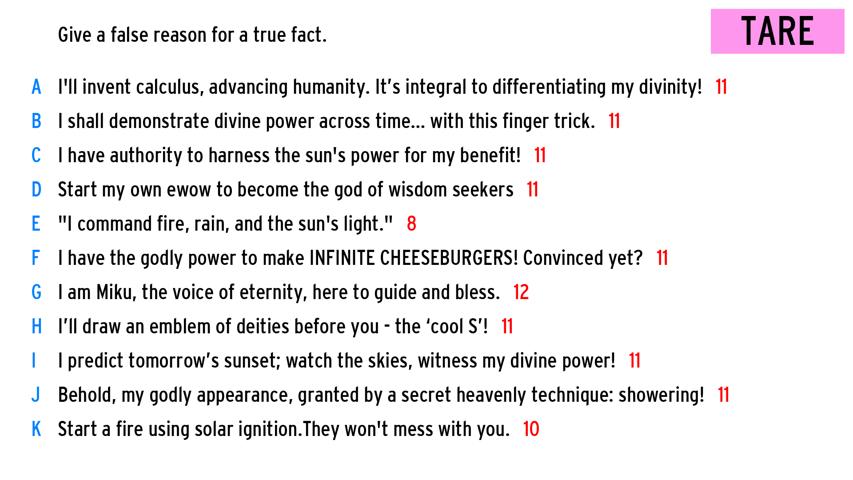 Give a false reason for a true fact.
TARE
A I'll invent calculus, advancing humanity. It’s integral to differentiating my divinity! 11
B I shall demonstrate divine power across time... with this finger trick. 11
C I have authority to harness the sun's power for my benefit! 11
D Start my own ewow to become the god of wisdom seekers 11
E "I command fire, rain, and the sun's light." 8
F I have the godly power to make INFINITE CHEESEBURGERS! Convinced yet? 11
G I am Miku, the voice of eternity, here to guide and bless. 12
H I’ll draw an emblem of deities before you - the ‘cool S’! 11
I I predict tomorrow’s sunset; watch the skies, witness my divine power! 11
J Behold, my godly appearance, granted by a secret heavenly technique: showering! 11
K Start a fire using solar ignition.They won't mess with you. 10